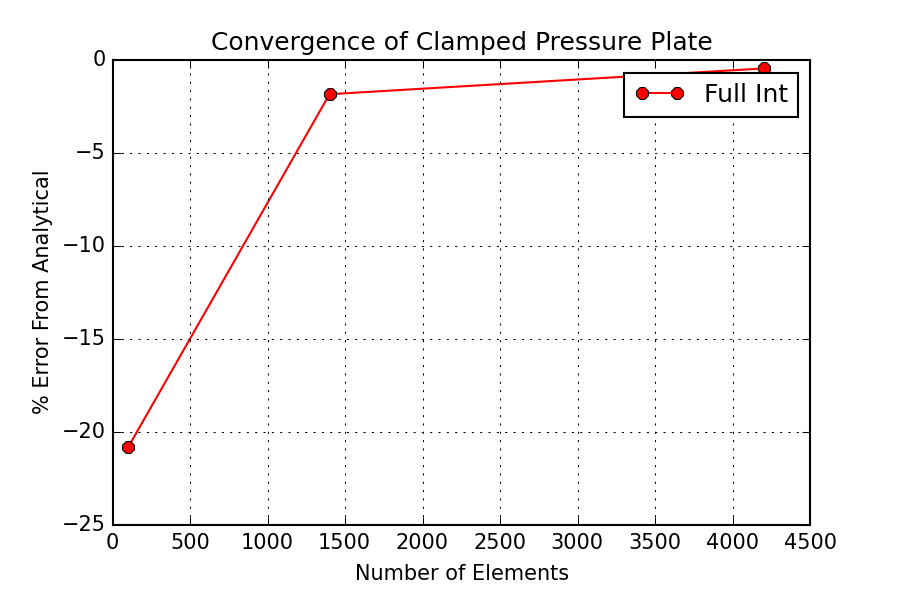 Convergence of Clamped Pressure Plate
0
−5
−10
−15
−20
−25
% Error From Analytical
Full Int
0 500 1000 1500 2000 2500 3000 3500 4000 4500
Number of Elements